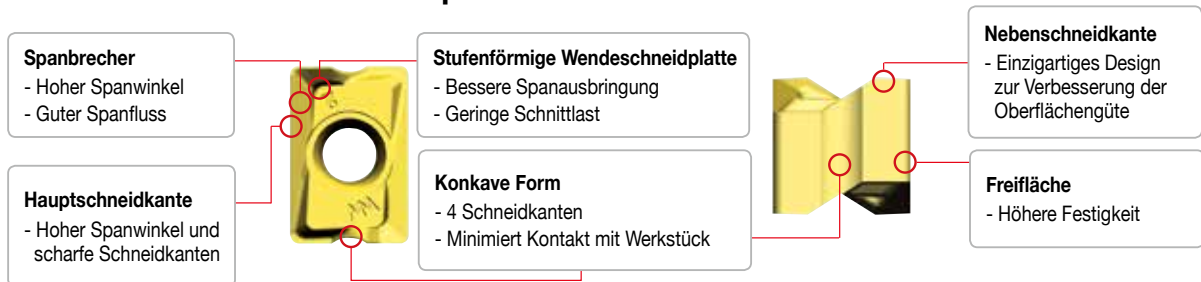 Spanbrecher
- Hoher Spanwinkel
- Guter Spanfluss
Hauptschneidkante
- Hoher Spanwinkel und
scharfe Schneidkanten
Stufenförmige Wendeschneidplatte
- Bessere Spanausbringung
- Geringe Schnittlast
Konkave Form
- 4 Schneidkanten
- Minimiert Kontakt mit Werkstück
Nebenschneidkante
- Einzigartiges Design
zur Verbesserung der
Oberflächengüte
Freifläche
- Höhere Festigkeit